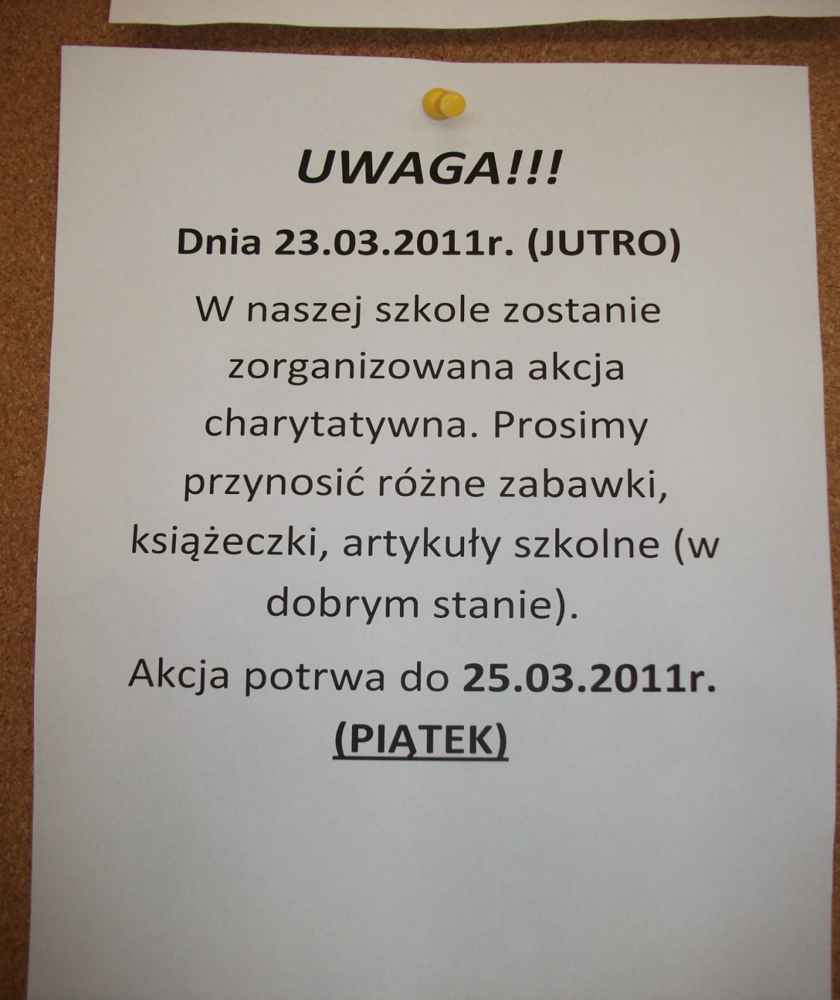 UWAGA!!!
Dnia 23.03.2011r. (JUTRO)
W naszej szkole zostanie
zorganizowana akcja
charytatywna. Prosimy
przynosić różne zabawki,
książeczki, artykuły szkolne (w
dobrym stanie).
Akcja potrwa do 25.03.2011r.
(PIĄTEK)